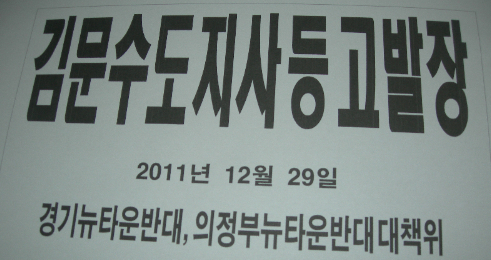 김문수도지사등고발장
2011년 12월 29일
경기뉴타운반대, 의정부뉴타운반대대책위